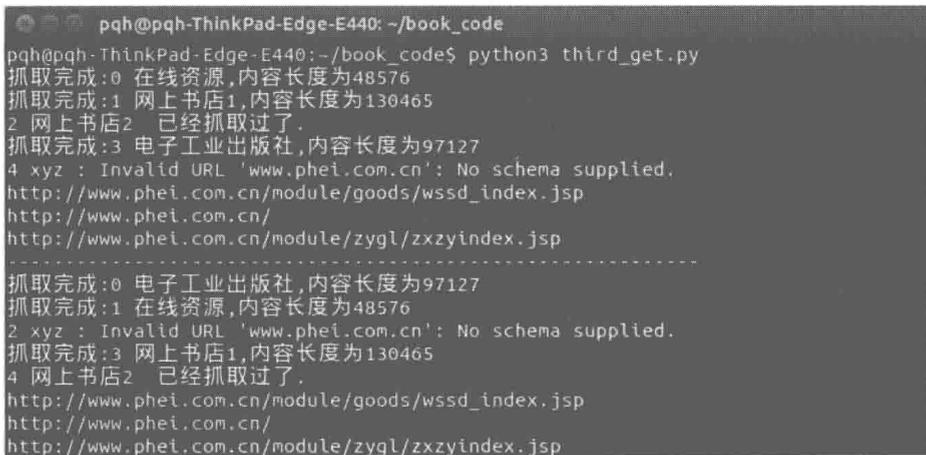 pqh@pqh-ThinkPad-Edge-E440: ~/book_code
pqh@pqh-ThinkPad-Edge-E440:~/book_code$ python3 third_get.py
抓取完成:0 在线资源,内容长度为48576
抓取完成:1 网上书店1,内容长度为130465
2 网上书店2  已经抓取过了.
抓取完成:3 电子工业出版社,内容长度为97127
4 xyz : Invalid URL 'www.phei.com.cn': No schema supplied.
http://www.phei.com.cn/module/goods/wssd_index.jsp
http://www.phei.com.cn/
http://www.phei.com.cn/module/zygl/zxzyindex.jsp
------------------------------------------------------------
抓取完成:0 电子工业出版社,内容长度为97127
抓取完成:1 在线资源,内容长度为48576
2 xyz : Invalid URL 'www.phei.com.cn': No schema supplied.
抓取完成:3 网上书店1,内容长度为130465
4 网上书店2  已经抓取过了.
http://www.phei.com.cn/module/goods/wssd_index.jsp
http://www.phei.com.cn/
http://www.phei.com.cn/module/zygl/zxzyindex.jsp